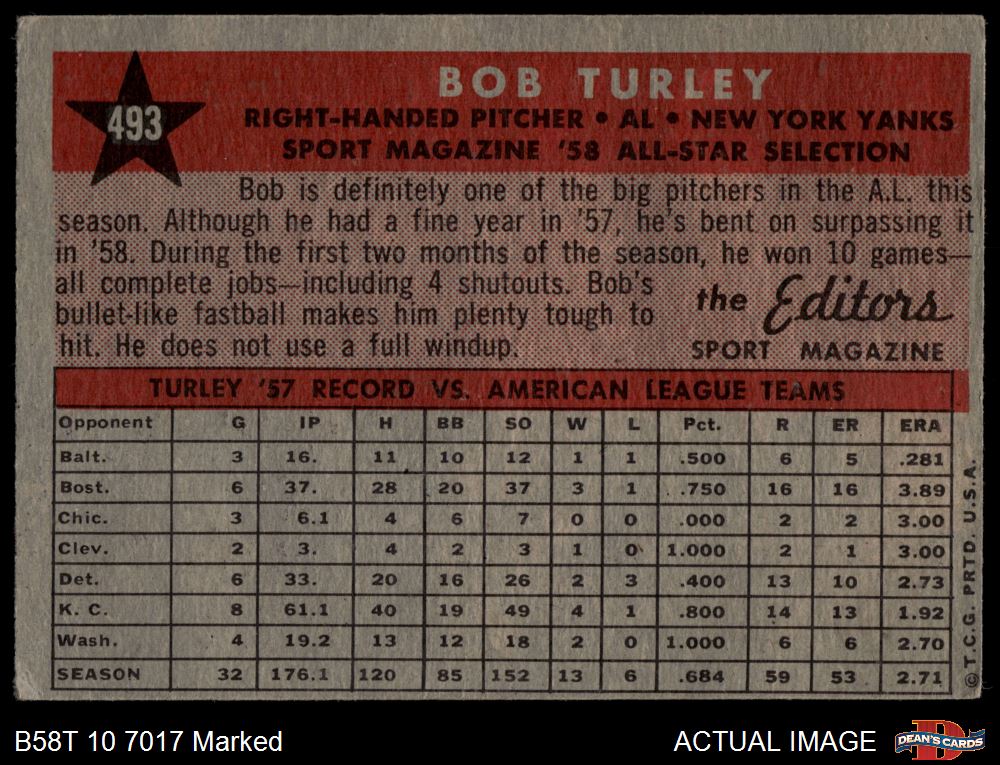 493
BOB TURLEY
RIGHT-HANDED PITCHER • AL • NEW YORK YANKS
SPORT MAGAZINE '58 ALL-STAR SELECTION
Bob is definitely one of the big pitchers in the A.L. this
season. Although he had a fine year in '57, he's bent on surpassing it
in '58. During the first two months of the season, he won 10 games—
all complete jobs—including 4 shutouts. Bob's
bullet-like fastball makes him plenty tough to
hit. He does not use a full windup.
the Editors
SPORT MAGAZINE
TURLEY '57 RECORD VS. AMERICAN LEAGUE TEAMS
Opponent G IP H BB SO W L Pct. R ER ERA
Balt. 3 16. 11 10 12 1 1 .500 6 5 .281
Bost. 6 37. 28 20 37 3 1 .750 16 16 3.89
Chic. 3 6.1 4 6 7 0 0 .000 2 2 3.00
Clev. 2 3. 4 2 3 1 0 1.000 2 1 3.00
Det. 6 33. 20 16 26 2 3 .400 13 10 2.73
K. C. 8 61.1 40 19 49 4 1 .800 14 13 1.92
Wash. 4 19.2 13 12 18 2 0 1.000 6 6 2.70
SEASON 32 176.1 120 85 152 13 6 .684 59 53 2.71
©T.C.G. PRTD. U.S.A.
B58T 10 7017 Marked
ACTUAL IMAGE
DEAN'S CARDS